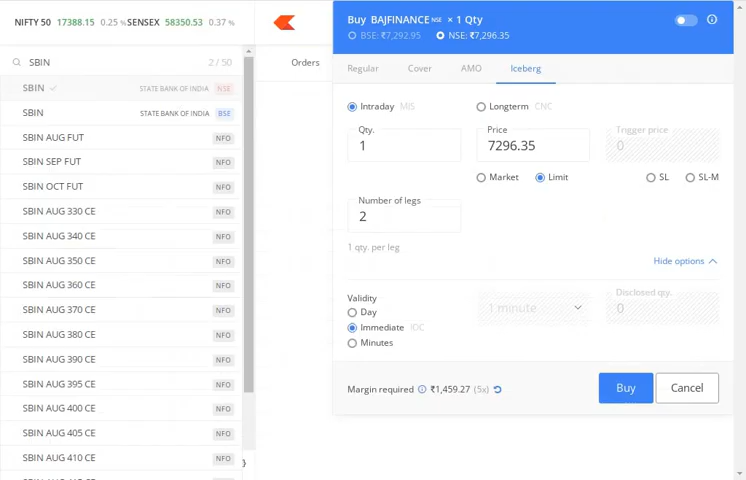 NIFTY 50 17388.15 0.25 % SENSEX 58350.53 0.37 %
SBIN 2 / 50
SBIN STATE BANK OF INDIA NSE
SBIN STATE BANK OF INDIA BSE
SBIN AUG FUT NFO
SBIN SEP FUT NFO
SBIN OCT FUT NFO
SBIN AUG 330 CE NFO
SBIN AUG 340 CE NFO
SBIN AUG 350 CE NFO
SBIN AUG 360 CE NFO
SBIN AUG 370 CE NFO
SBIN AUG 380 CE NFO
SBIN AUG 390 CE NFO
SBIN AUG 395 CE NFO
SBIN AUG 400 CE NFO
SBIN AUG 405 CE NFO
SBIN AUG 410 CE NFO
Orders
Buy BAJFINANCE NSE × 1 Qty
BSE: ₹7,292.95 NSE: ₹7,296.35
Regular Cover AMO Iceberg
Intraday MIS Longterm CNC
Qty. Price Trigger price
1 7296.35 0
Market Limit SL SL-M
Number of legs
2
1 qty. per leg
Hide options
Validity Disclosed qty.
Day 1 minute 0
Immediate IOC
Minutes
Margin required ₹1,459.27 (5x) Buy Cancel